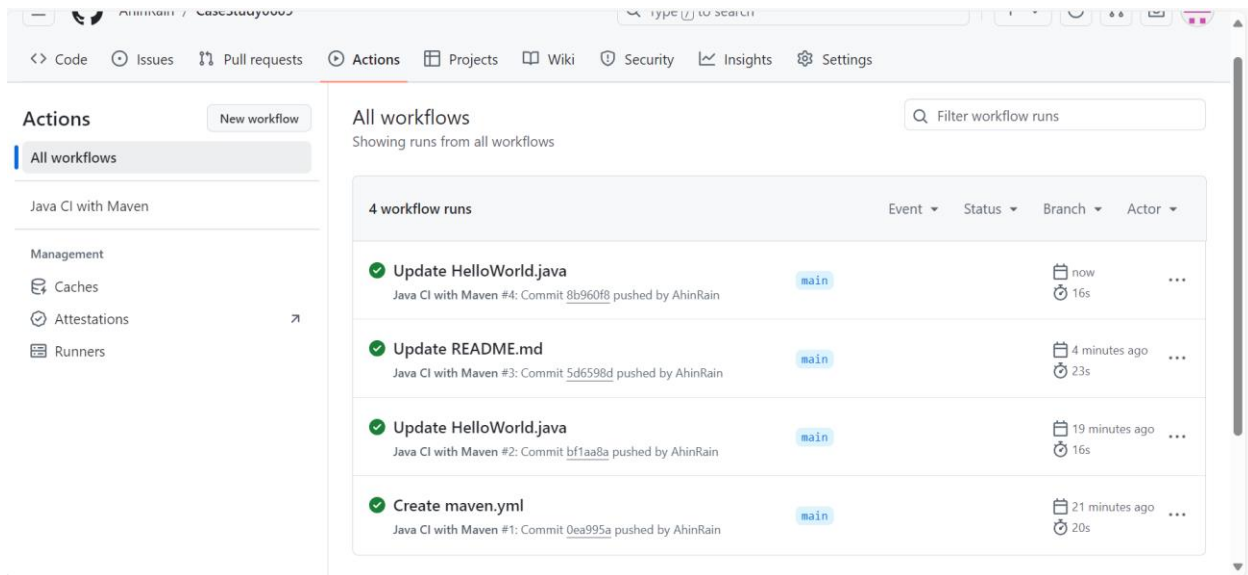 AhinRain / CaseStudy0605
Type / to search
Code Issues Pull requests Actions Projects Wiki Security Insights Settings
Actions
New workflow
All workflows
Java CI with Maven
Management
Caches
Attestations
Runners
All workflows
Showing runs from all workflows
Filter workflow runs
4 workflow runs Event Status Branch Actor
Update HelloWorld.java
Java CI with Maven #4: Commit 8b960f8 pushed by AhinRain
main
now
16s
Update README.md
Java CI with Maven #3: Commit 5d6598d pushed by AhinRain
main
4 minutes ago
23s
Update HelloWorld.java
Java CI with Maven #2: Commit bf1aa8a pushed by AhinRain
main
19 minutes ago
16s
Create maven.yml
Java CI with Maven #1: Commit 0ea995a pushed by AhinRain
main
21 minutes ago
20s